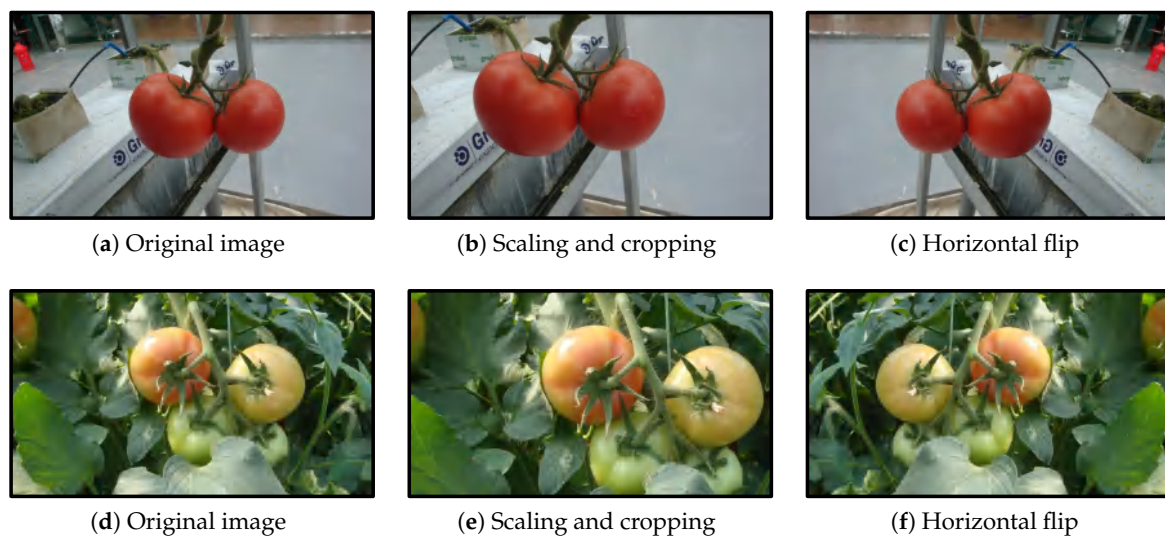 (a) Original image
(b) Scaling and cropping
(c) Horizontal flip
(d) Original image
(e) Scaling and cropping
(f) Horizontal flip